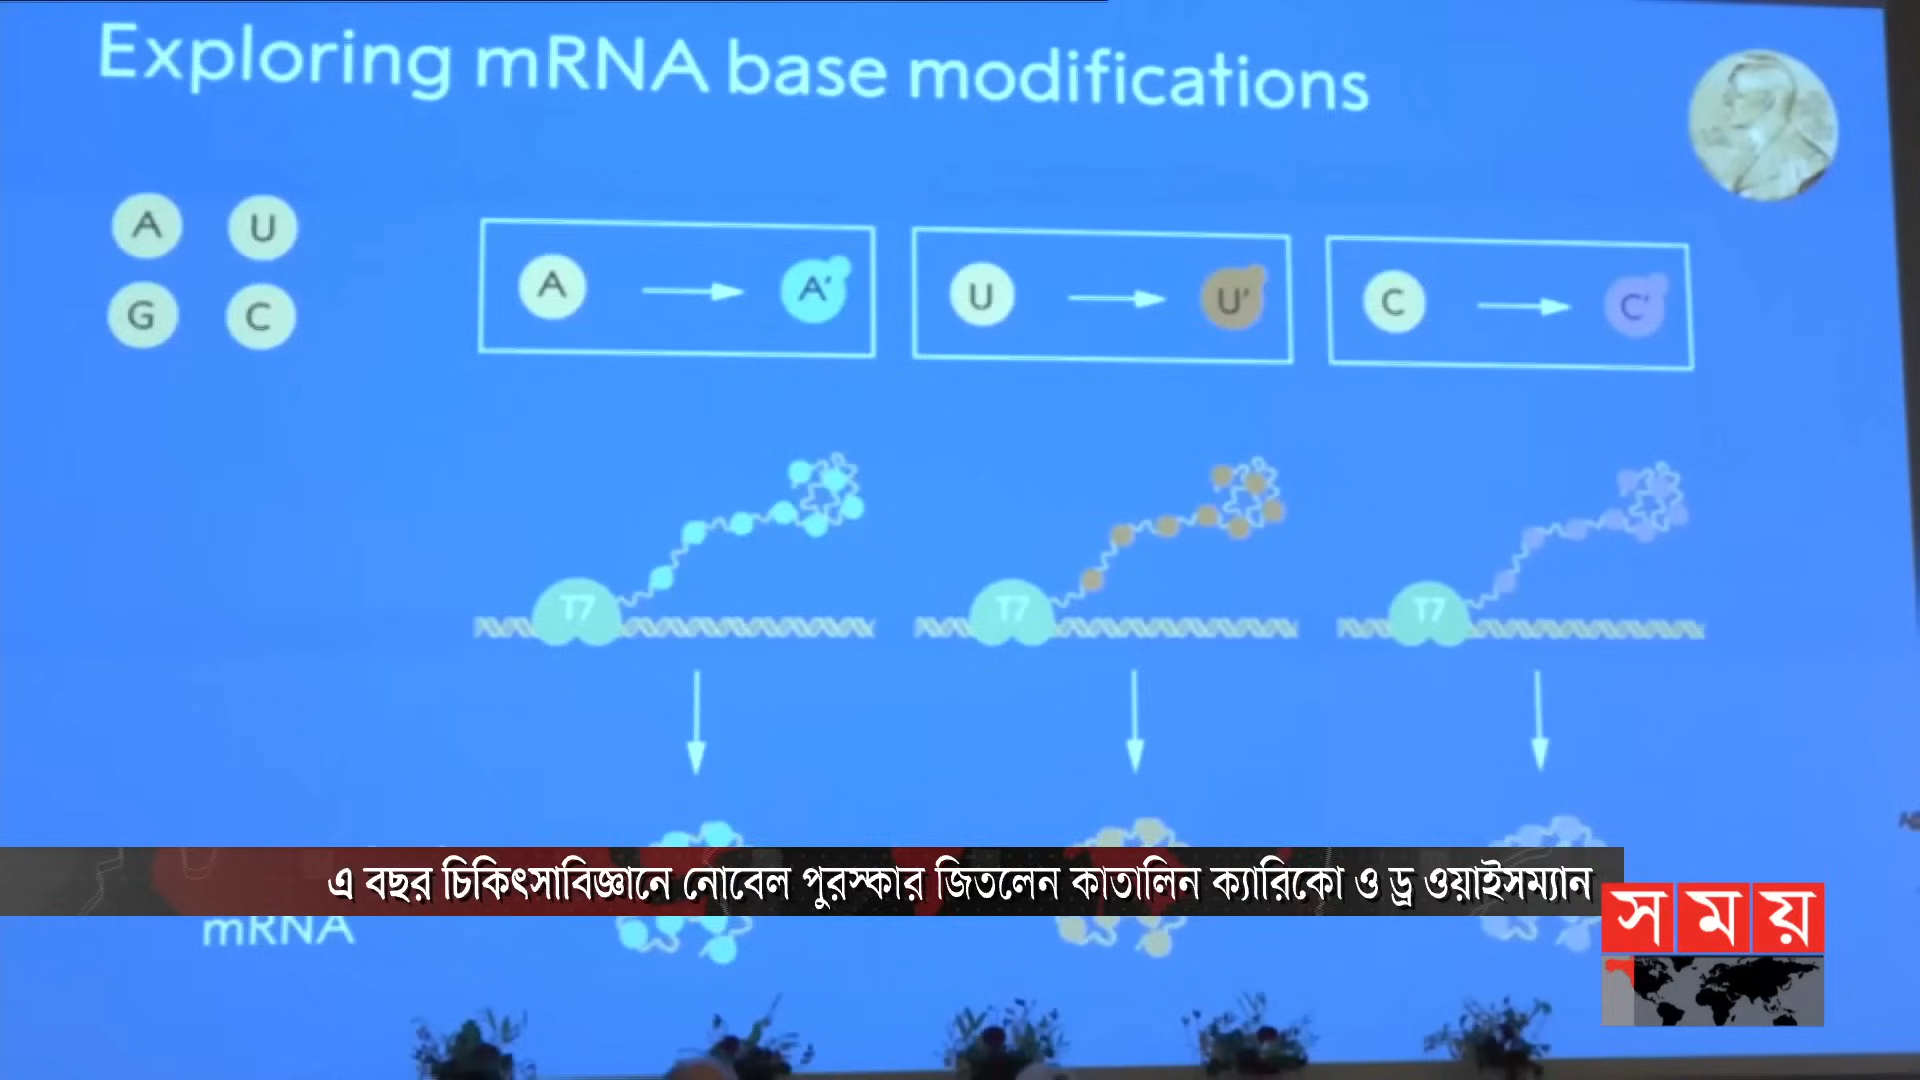 Exploring mRNA base modifications
A U
G C
A A'
U U'
C C'
T7 T7 T7
এ বছর চিকিৎসাবিজ্ঞানে নোবেল পুরস্কার জিতলেন কাতালিন ক্যারিকো ও ড্রু ওয়াইসম্যান
mRNA
সময়